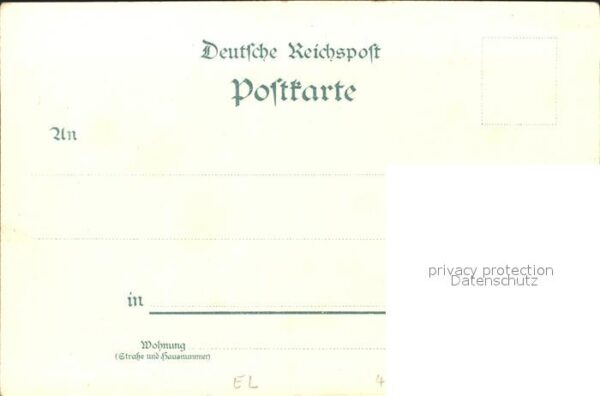 Deutsche Reichspost
Postkarte
An
privacy protection
Datenschutz
in
Wohnung
(Straße und Hausnummer)
EL 4